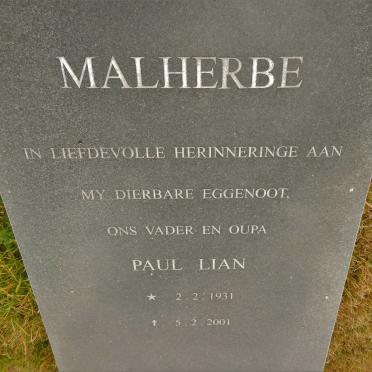 MALHERBE
IN LIEFDEVOLLE HERINNERINGE AAN
MY DIERBARE EGGENOOT,
ONS VADER EN OUPA
PAUL LIAN
★ 2.2.1931
✝ 5.2.2001